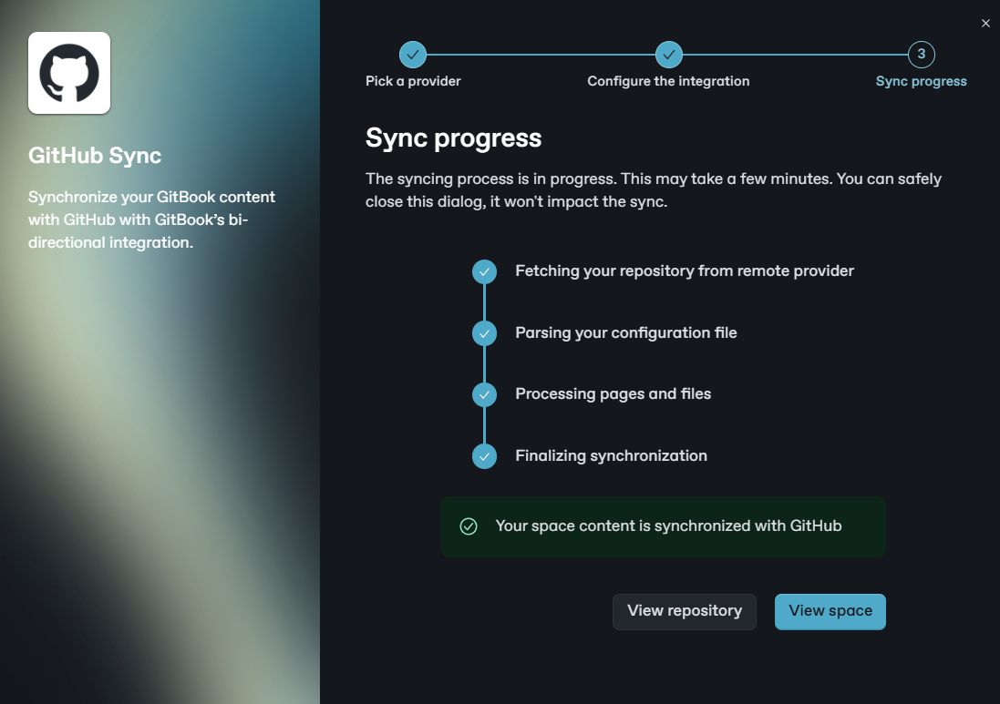 GitHub Sync
Synchronize your GitBook content
with GitHub with GitBook’s bi-
directional integration.
3
Pick a provider
Configure the integration
Sync progress
Sync progress
The syncing process is in progress. This may take a few minutes. You can safely
close this dialog, it won't impact the sync.
Fetching your repository from remote provider
Parsing your configuration file
Processing pages and files
Finalizing synchronization
Your space content is synchronized with GitHub
View repository
View space